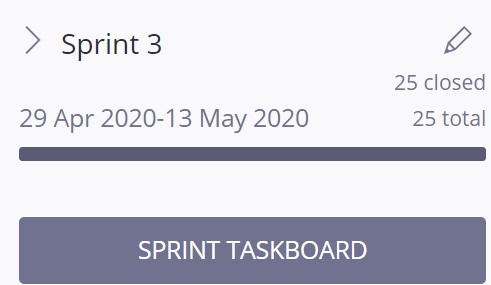 Sprint 3
25 closed
29 Apr 2020-13 May 2020
25 total
SPRINT TASKBOARD